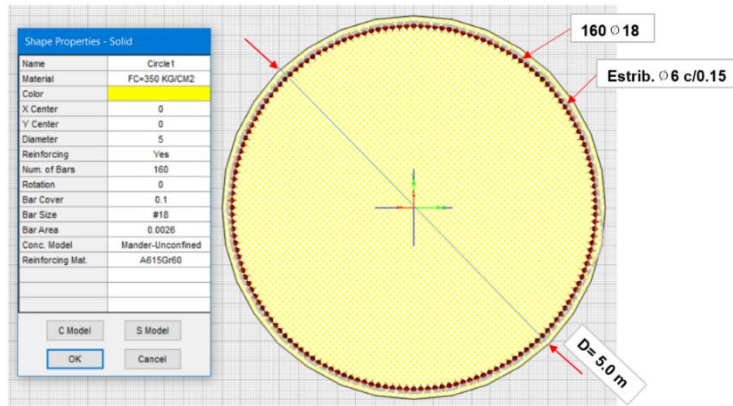 Shape Properties - Solid
Name Circle1
Material FC=350 KG/CM2
Color
X Center 0
Y Center 0
Diameter 5
Reinforcing Yes
Num. of Bars 160
Rotation 0
Bar Cover 0.1
Bar Size #18
Bar Area 0.0026
Conc. Model Mander-Unconfined
Reinforcing Mat. A615Gr60
C Model S Model
OK Cancel
160 ∅ 18
Estrib. ∅ 6 c/0.15
D= 5.0 m